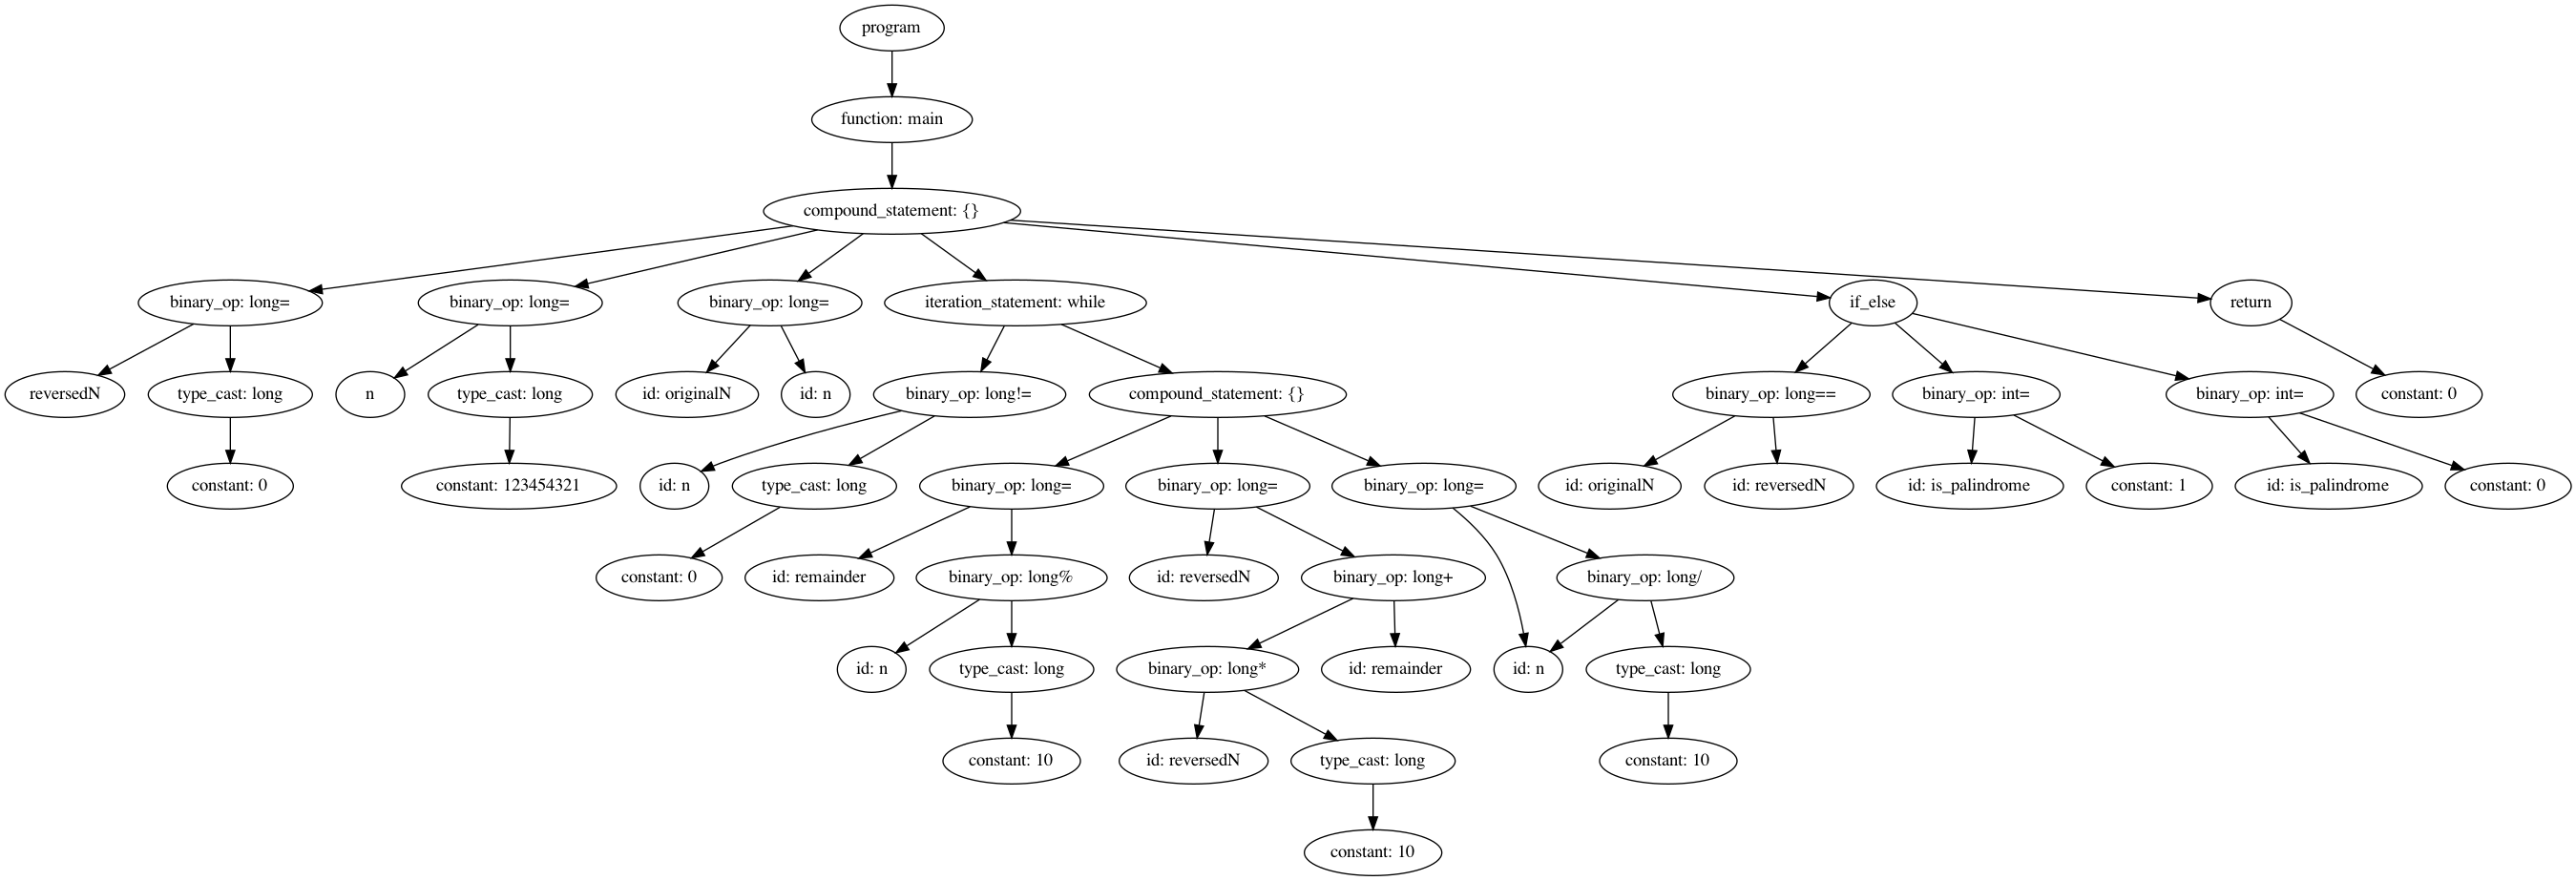 program
function: main
compound_statement: {}
binary_op: long=
binary_op: long=
binary_op: long=
iteration_statement: while
if_else
return
reversedN
type_cast: long
n
type_cast: long
id: originalN
id: n
binary_op: long!=
compound_statement: {}
binary_op: long==
binary_op: int=
binary_op: int=
constant: 0
constant: 0
constant: 123454321
id: n
type_cast: long
binary_op: long=
binary_op: long=
binary_op: long=
id: originalN
id: reversedN
id: is_palindrome
constant: 1
id: is_palindrome
constant: 0
constant: 0
id: remainder
binary_op: long%
id: reversedN
binary_op: long+
binary_op: long/
id: n
type_cast: long
binary_op: long*
id: remainder
id: n
type_cast: long
constant: 10
id: reversedN
type_cast: long
constant: 10
constant: 10